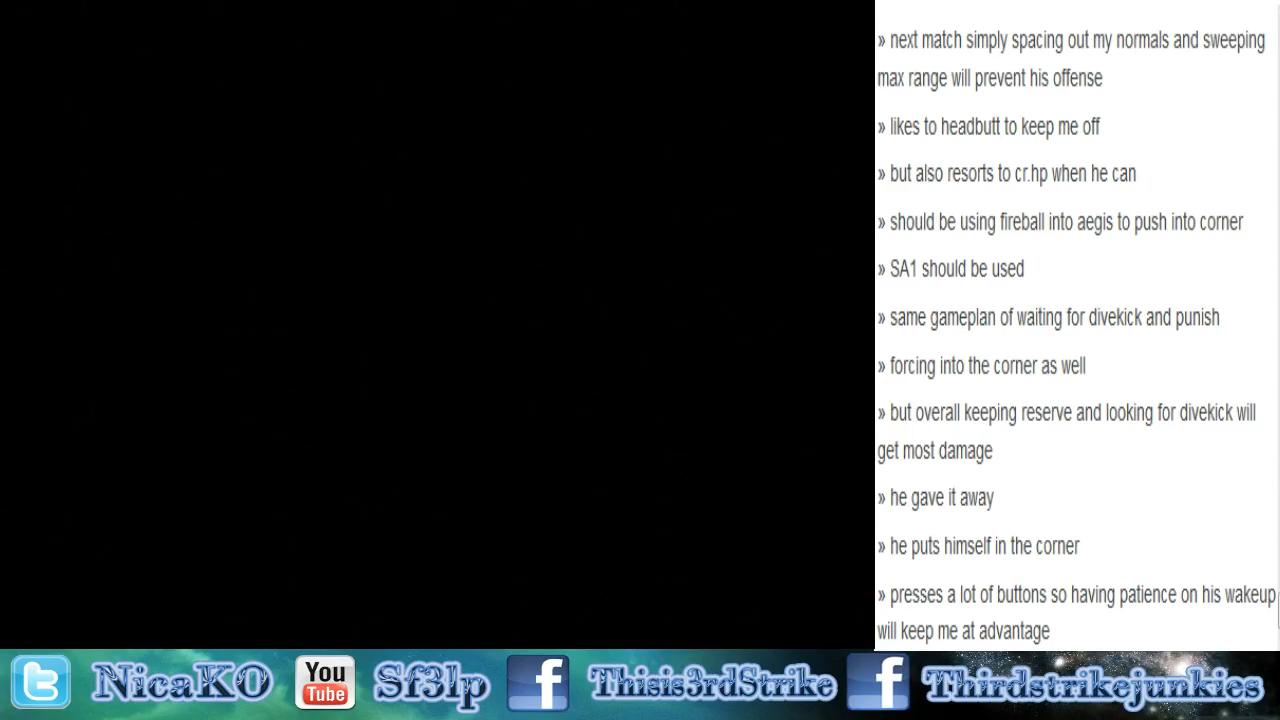 » next match simply spacing out my normals and sweeping
max range will prevent his offense
» likes to headbutt to keep me off
» but also resorts to cr.hp when he can
» should be using fireball into aegis to push into corner
» SA1 should be used
» same gameplan of waiting for divekick and punish
» forcing into the corner as well
» but overall keeping reserve and looking for divekick will
get most damage
» he gave it away
» he puts himself in the corner
» presses a lot of buttons so having patience on his wakeup
will keep me at advantage
NicaKO You Tube Sf3lp f Thisis3rdStrike f Thirdstrikejunkies